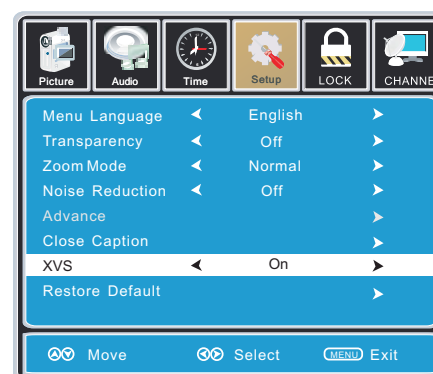 Picture Audio Time Setup LOCK CHANNE
Menu Language English
Transparency Off
Zoom Mode Normal
Noise Reduction Off
Advance
Close Caption
XVS On
Restore Default
Move Select MENU Exit